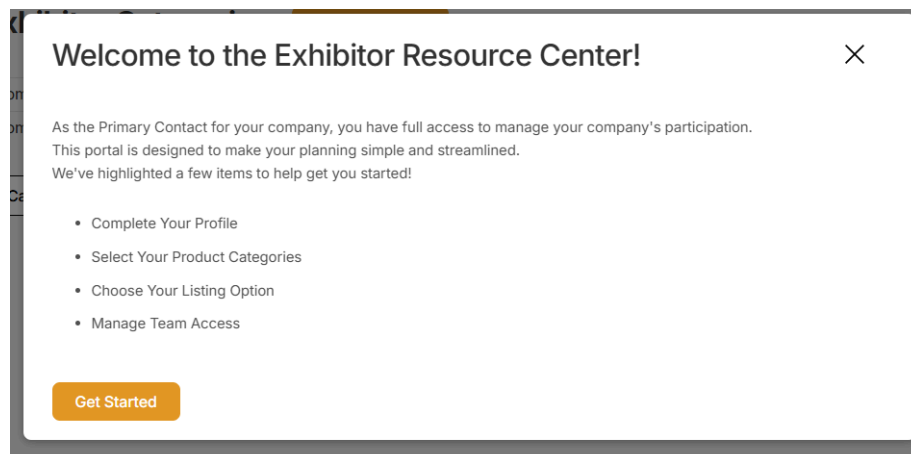 Welcome to the Exhibitor Resource Center!
As the Primary Contact for your company, you have full access to manage your company's participation.
This portal is designed to make your planning simple and streamlined.
We've highlighted a few items to help get you started!
• Complete Your Profile
• Select Your Product Categories
• Choose Your Listing Option
• Manage Team Access
Get Started